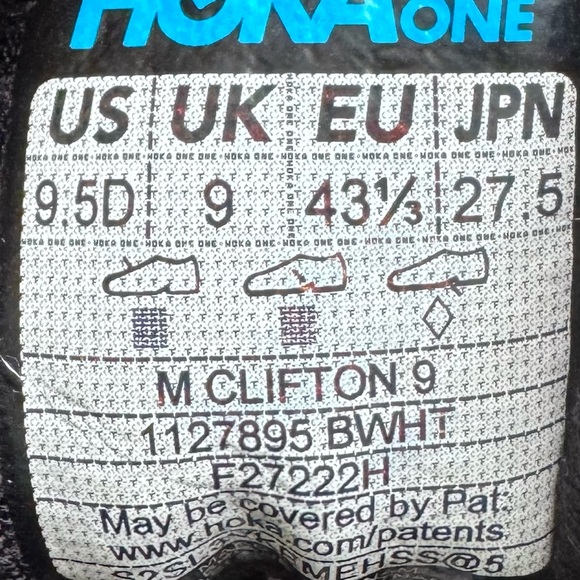 HOKA ONE
US UK EU JPN
9.5D 9 43⅓ 27.5
M CLIFTON 9
1127895 BWHT
F27222H
May be covered by Pat.
www.hoka.com/patents.